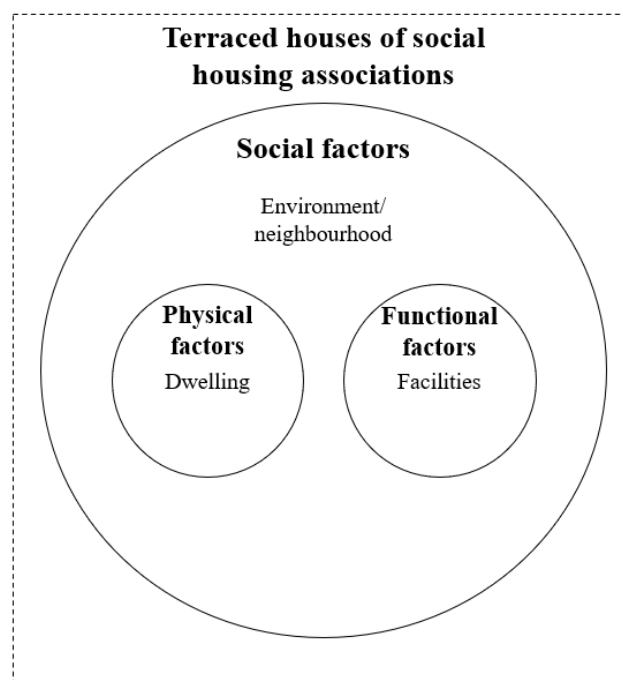 Terraced houses of social
housing associations
Social factors
Environment/
neighbourhood
Physical
factors
Dwelling
Functional
factors
Facilities